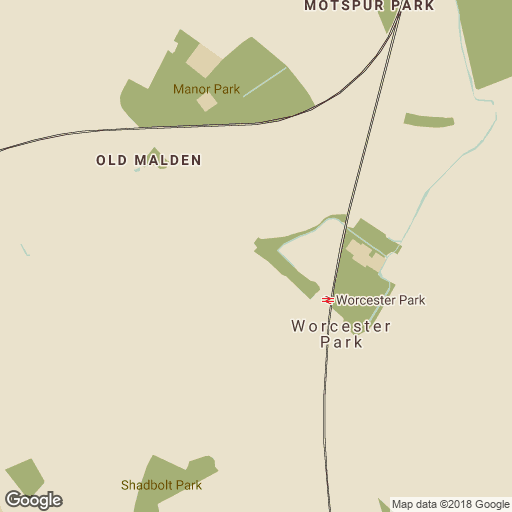 MOTSPUR PARK
Manor Park
OLD MALDEN
Worcester Park
Worcester
Park
Shadbolt Park
Google
Map data ©2018 Google